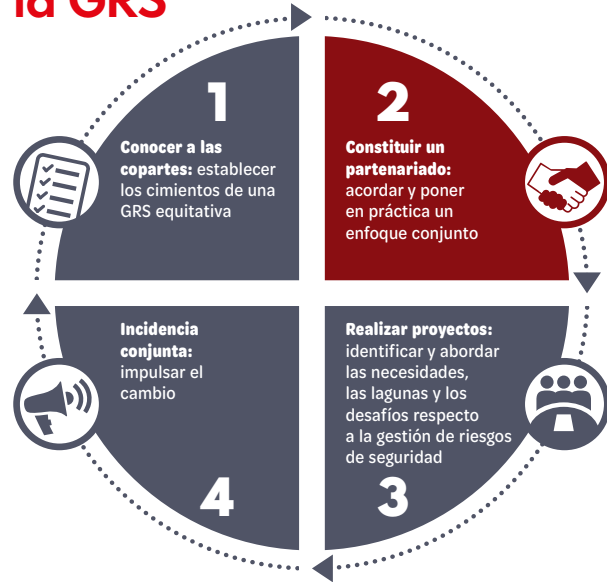 la GRS
1
Conocer a las
copartes: establecer
los cimientos de una
GRS equitativa
2
Constituir un
partenariado:
acordar y poner
en práctica un
enfoque conjunto
Incidencia
conjunta:
impulsar el
cambio
4
Realizar proyectos:
identificar y abordar
las necesidades,
las lagunas y los
desafíos respecto
a la gestión de riesgos
de seguridad
3